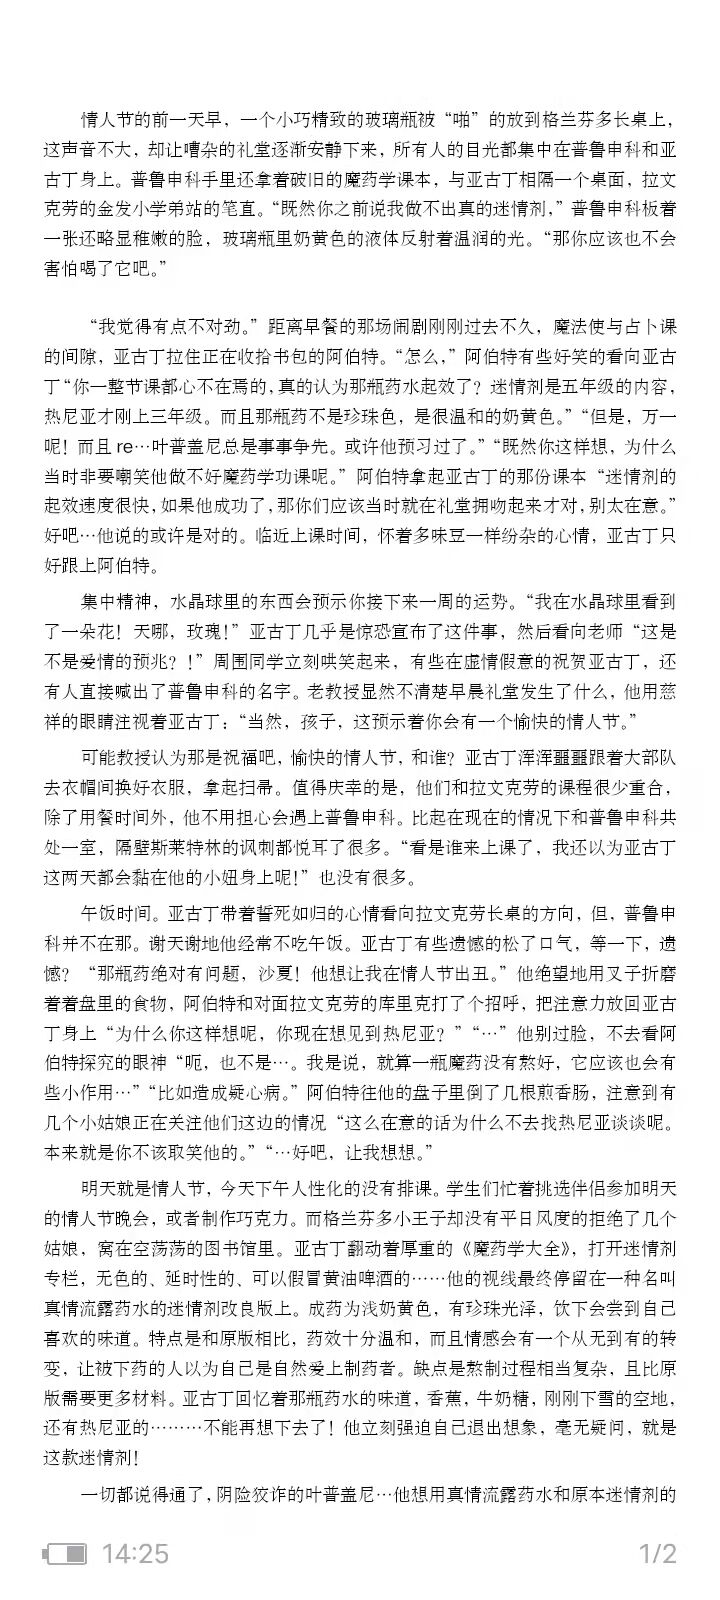 情人节的前一天早，一个小巧精致的玻璃瓶被“啪”的放到格兰芬多长桌上，
这声音不大，却让嘈杂的礼堂逐渐安静下来，所有人的目光都集中在普鲁申科和亚
古丁身上。普鲁申科手里还拿着破旧的魔药学课本，与亚古丁相隔一个桌面，拉文
克劳的金发小学弟站的笔直。“既然你之前说我做不出真的迷情剂，”普鲁申科板着
一张还略显稚嫩的脸，玻璃瓶里奶黄色的液体反射着温润的光。“那你应该也不会
害怕喝了它吧。”
“我觉得有点不对劲。”距离早餐的那场闹剧刚刚过去不久，魔法使与占卜课
的间隙，亚古丁拉住正在收拾书包的阿伯特。“怎么，”阿伯特有些好笑的看向亚古
丁“你一整节课都心不在焉的，真的认为那瓶药水起效了？迷情剂是五年级的内容，
热尼亚才刚上三年级。而且那瓶药不是珍珠色，是很温和的奶黄色。”“但是，万一
呢！而且 re…叶普盖尼总是事事争先。或许他预习过了。”“既然你这样想，为什么
当时非要嘲笑他做不好魔药学功课呢。”阿伯特拿起亚古丁的那份课本“迷情剂的
起效速度很快，如果他成功了，那你们应该当时就在礼堂拥吻起来才对，别太在意。”
好吧…他说的或许是对的。临近上课时间，怀着多味豆一样纷杂的心情，亚古丁只
好跟上阿伯特。
集中精神，水晶球里的东西会预示你接下来一周的运势。“我在水晶球里看到
了一朵花！天哪，玫瑰！”亚古丁几乎是惊恐宣布了这件事，然后看向老师“这是
不是爱情的预兆？！”周围同学立刻哄笑起来，有些在虚情假意的祝贺亚古丁，还
有人直接喊出了普鲁申科的名字。老教授显然不清楚早晨礼堂发生了什么，他用慈
祥的眼睛注视着亚古丁：“当然，孩子，这预示着你会有一个愉快的情人节。”
可能教授认为那是祝福吧，愉快的情人节，和谁？亚古丁浑浑噩噩跟着大部队
去衣帽间换好衣服，拿起扫帚。值得庆幸的是，他们和拉文克劳的课程很少重合，
除了用餐时间外，他不用担心会遇上普鲁申科。比起在现在的情况下和普鲁申科共
处一室，隔壁斯莱特林的讽刺都悦耳了很多。“看是谁来上课了，我还以为亚古丁
这两天都会黏在他的小妞身上呢！”也没有很多。
午饭时间。亚古丁带着誓死如归的心情看向拉文克劳长桌的方向，但，普鲁申
科并不在那。谢天谢地他经常不吃午饭。亚古丁有些遗憾的松了口气，等一下，遗
憾？“那瓶药绝对有问题，沙夏！他想让我在情人节出丑。”他绝望地用叉子折磨
着着盘里的食物，阿伯特和对面拉文克劳的库里克打了个招呼，把注意力放回亚古
丁身上“为什么你这样想呢，你现在想见到热尼亚？”“…”他别过脸，不去看阿
伯特探究的眼神“呃，也不是…。我是说，就算一瓶魔药没有熬好，它应该也会有
些小作用…”“比如造成疑心病。”阿伯特往他的盘子里倒了几根煎香肠，注意到有
几个小姑娘正在关注他们这边的情况“这么在意的话为什么不去找热尼亚谈谈呢。
本来就是你不该取笑他的。”“…好吧，让我想想。”
明天就是情人节，今天下午人性化的没有排课。学生们忙着挑选伴侣参加明天
的情人节晚会，或者制作巧克力。而格兰芬多小王子却没有平日风度的拒绝了几个
姑娘，窝在空荡荡的图书馆里。亚古丁翻动着厚重的《魔药学大全》，打开迷情剂
专栏，无色的、延时性的、可以假冒黄油啤酒的……他的视线最终停留在一种名叫
真情流露药水的迷情剂改良版上。成药为浅奶黄色，有珍珠光泽，饮下会尝到自己
喜欢的味道。特点是和原版相比，药效十分温和，而且情感会有一个从无到有的转
变，让被下药的人以为自己是自然爱上制药者。缺点是熬制过程相当复杂，且比原
版需要更多材料。亚古丁回忆着那瓶药水的味道，香蕉，牛奶糖，刚刚下雪的空地，
还有热尼亚的………不能再想下去了！他立刻强迫自己退出想象，毫无疑问，就是
这款迷情剂！
一切都说得通了，阴险狡诈的叶普盖尼…他想用真情流露药水和原本迷情剂的
14:25
1/2